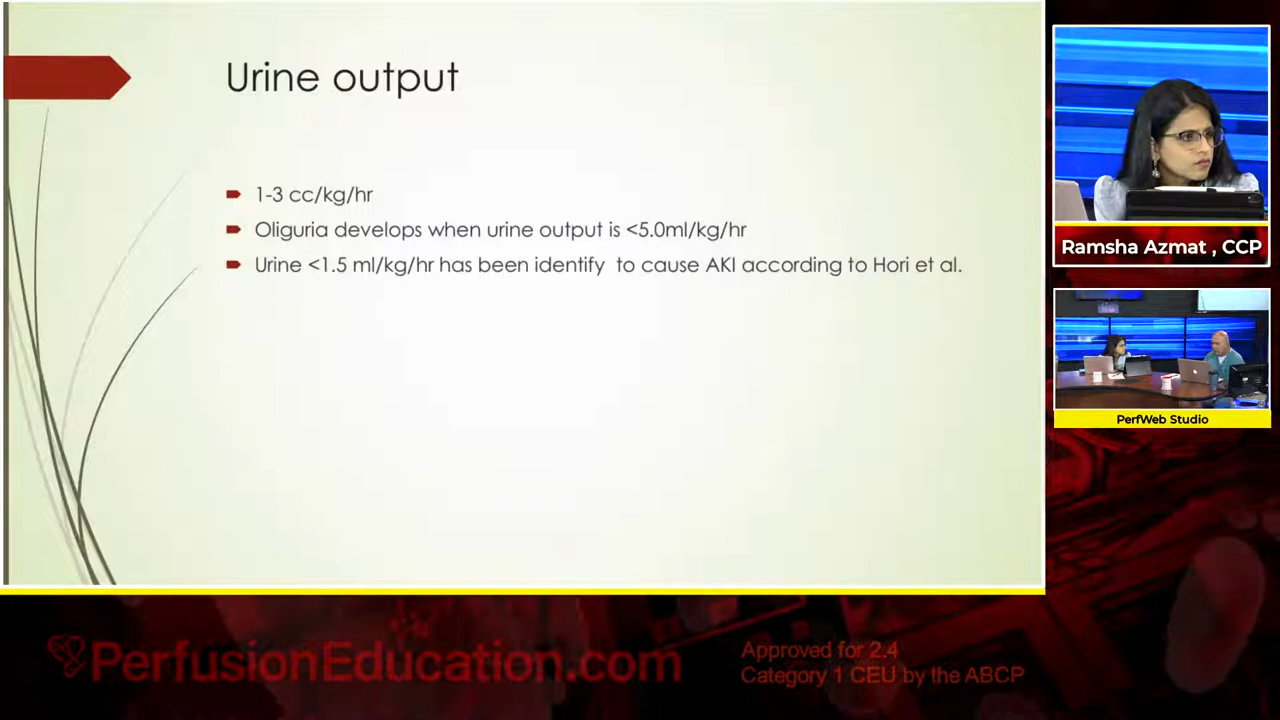 Urine output
1-3 cc/kg/hr
Oliguria develops when urine output is <5.0ml/kg/hr
Urine <1.5 ml/kg/hr has been identify to cause AKI according to Hori et al.
Ramsha Azmat , CCP
PerfWeb Studio
PerfusionEducation.com
Approved for 2.4
Category 1 CEU by the ABCP